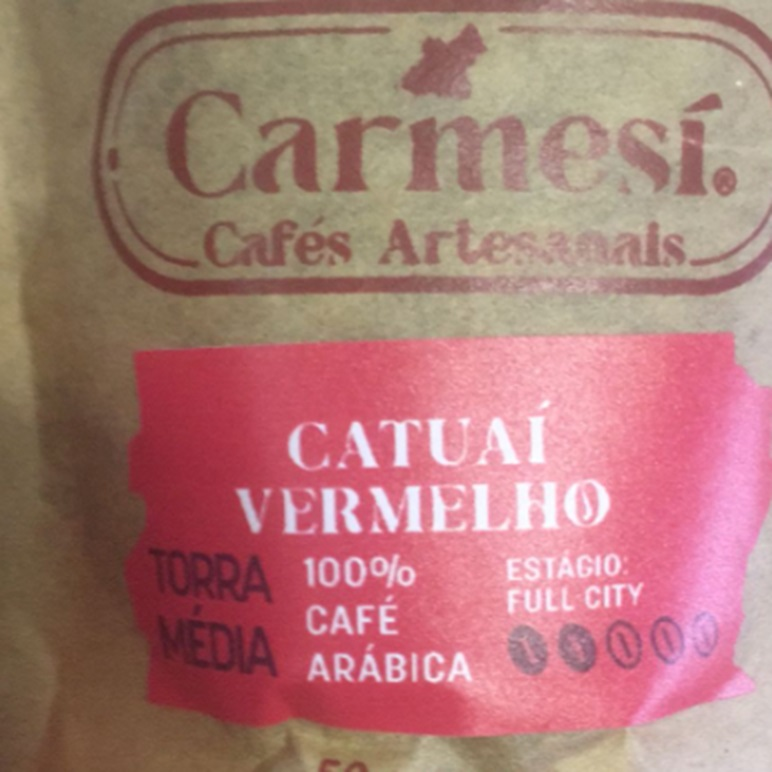 Carmesí.
Cafés Artesanais
CATUAÍ
VERMELHO
TORRA
MÉDIA
100%
CAFÉ
ARÁBICA
ESTÁGIO:
FULL CITY